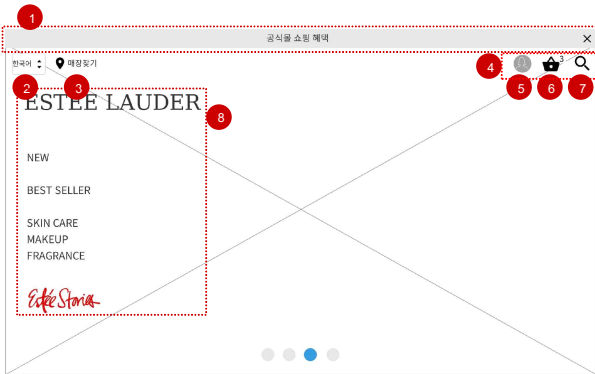 1
공식몰 쇼핑 혜택
한국어
매장찾기
3
4
2
3
5
6
7
ESTEE LAUDER
8
NEW
BEST SELLER
SKIN CARE
MAKEUP
FRAGRANCE
Estée Stories